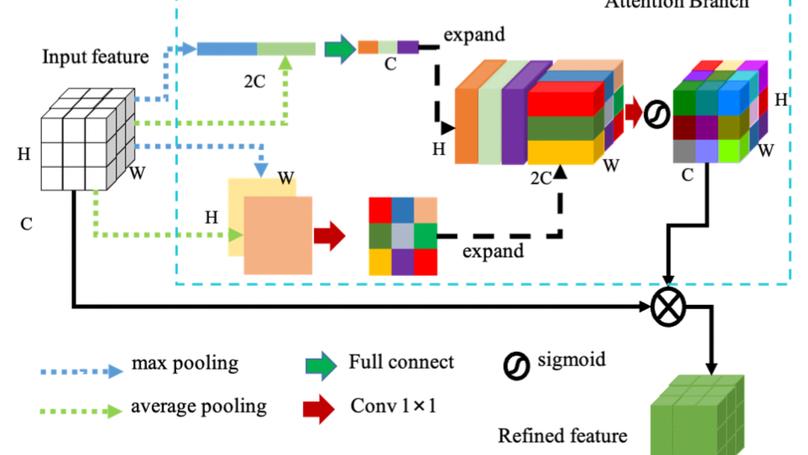 Attention Branch
expand
Input feature
C
2C
H
H
W
H
W
W
2C
C
W
H
C
expand
max pooling
Full connect
sigmoid
average pooling
Conv 1×1
Refined feature